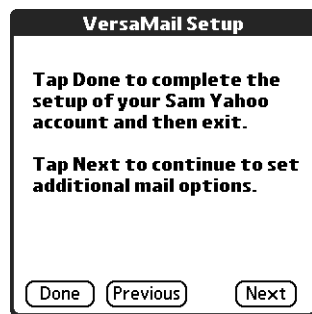 VersaMail Setup
Tap Done to complete the
setup of your Sam Yahoo
account and then exit.
Tap Next to continue to set
additional mail options.
Done Previous Next